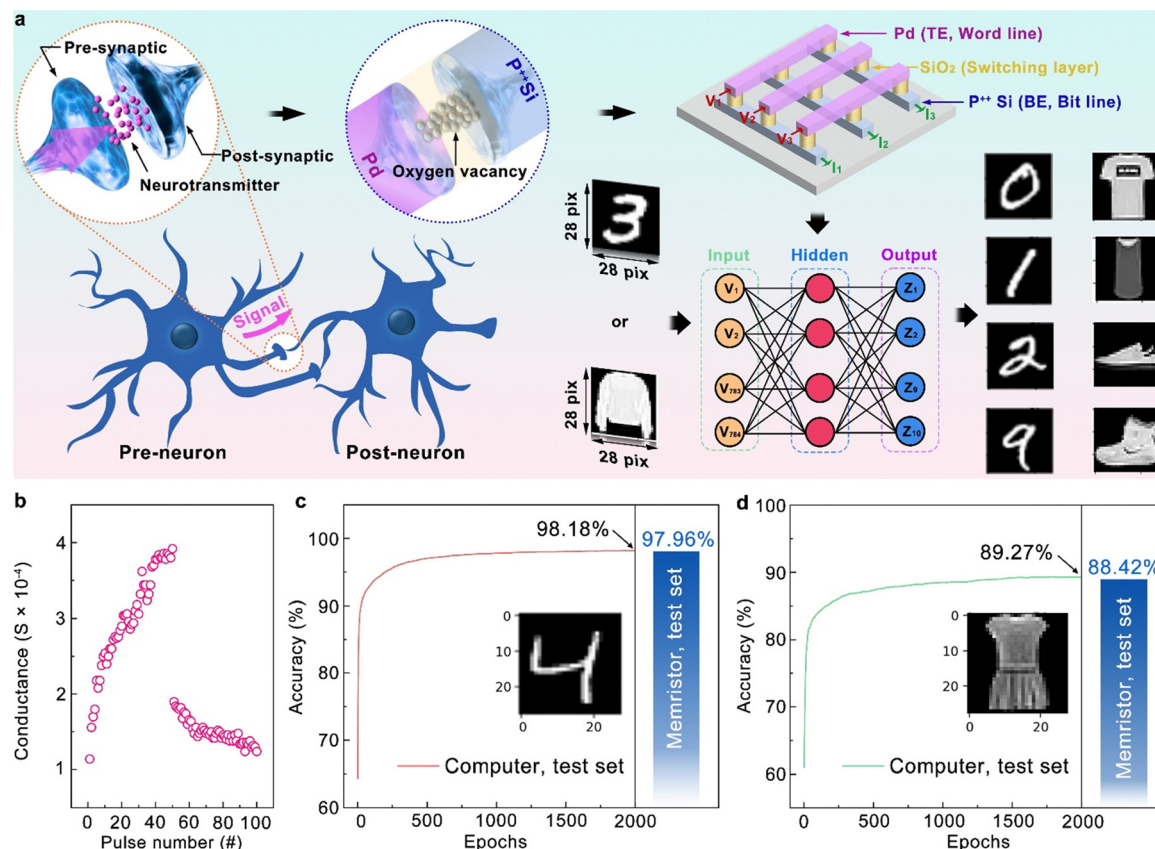 a
Pre-synaptic
Post-synaptic
Neurotransmitter
P⁺⁺Si
Pd
Oxygen vacancy
Pd (TE, Word line)
SiO₂ (Switching layer)
P⁺⁺ Si (BE, Bit line)
V₁
V₂
V₃
I₁
I₂
I₃
Signal
Pre-neuron
Post-neuron
28 pix
28 pix
or
28 pix
28 pix
Input
Hidden
Output
V₁
V₂
V₇₈₃
V₇₈₄
Z₁
Z₂
Z₉
Z₁₀
3
0
1
2
9
b
Conductance (S × 10⁻⁴)
4
3
2
1
0 20 40 60 80 100
Pulse number (#)
c
Accuracy (%)
100
90
80
70
60
98.18%
97.96%
Memristor, test set
0
10
20
0 20
4
Computer, test set
0 500 1000 1500 2000
Epochs
d
Accuracy (%)
100
90
80
70
60
89.27%
88.42%
Memristor, test set
0
10
20
0 20
Computer, test set
0 500 1000 1500 2000
Epochs